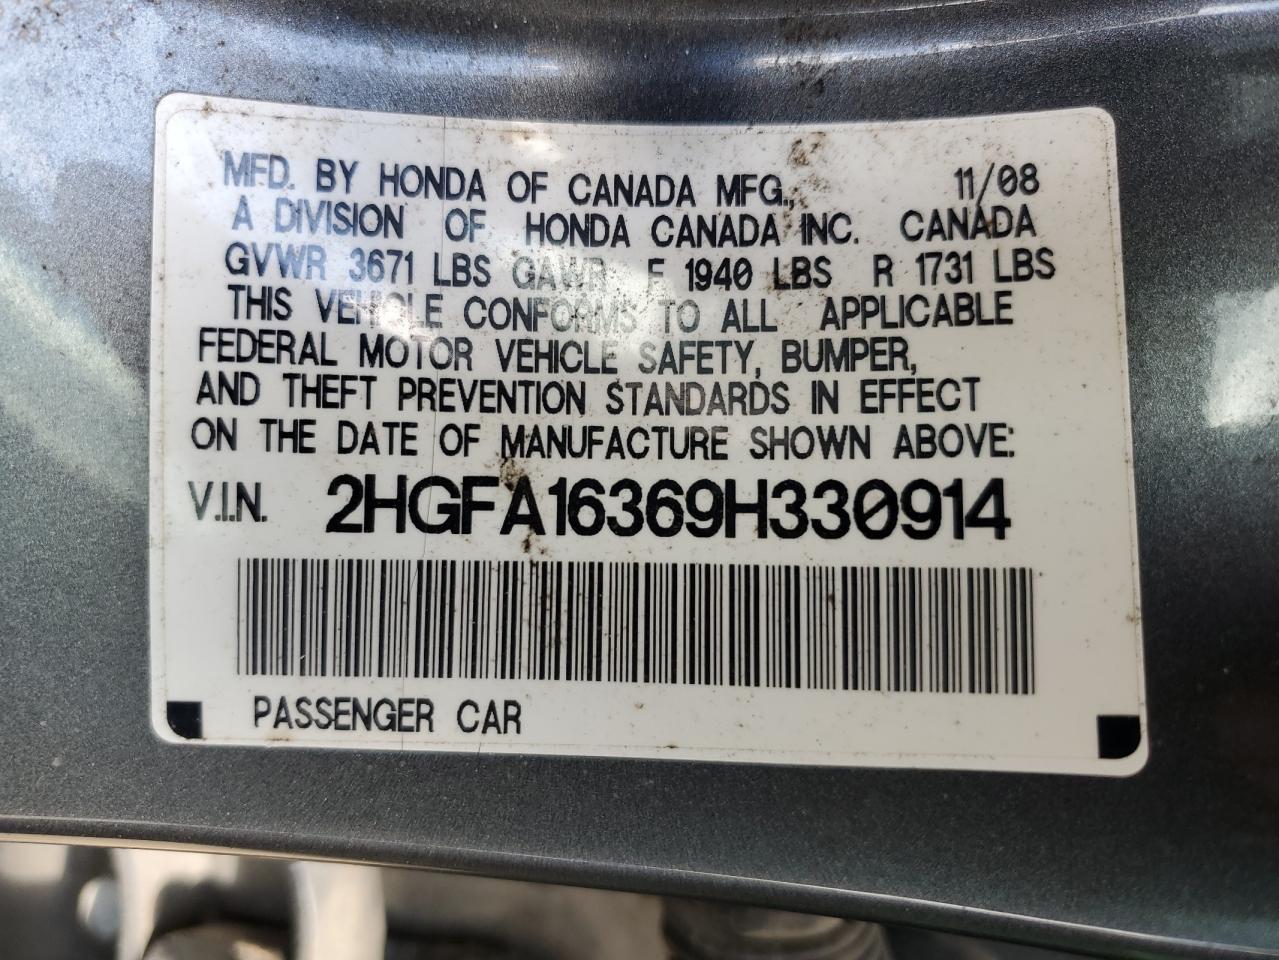 MFD. BY HONDA OF CANADA MFG., 11/08
A DIVISION OF HONDA CANADA INC. CANADA
GVWR 3671 LBS GAWR F 1940 LBS R 1731 LBS
THIS VEHICLE CONFORMS TO ALL APPLICABLE
FEDERAL MOTOR VEHICLE SAFETY, BUMPER,
AND THEFT PREVENTION STANDARDS IN EFFECT
ON THE DATE OF MANUFACTURE SHOWN ABOVE:
V.I.N. 2HGFA16369H330914
PASSENGER CAR